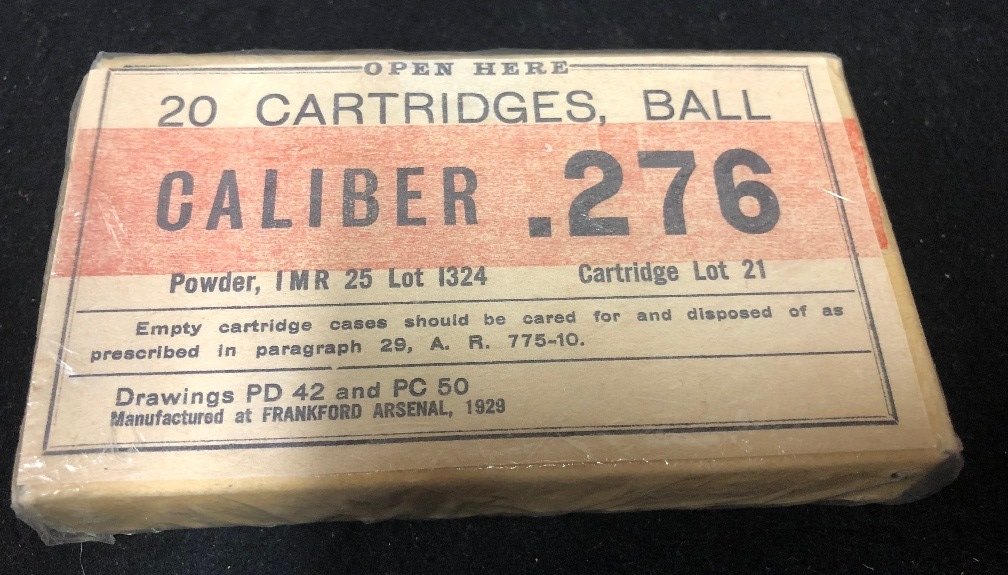 OPEN HERE
20 CARTRIDGES, BALL
CALIBER .276
Powder, IMR 25 Lot 1324 Cartridge Lot 21
Empty cartridge cases should be cared for and disposed of as
prescribed in paragraph 29, A. R. 775-10.
Drawings PD 42 and PC 50
Manufactured at FRANKFORD ARSENAL, 1929